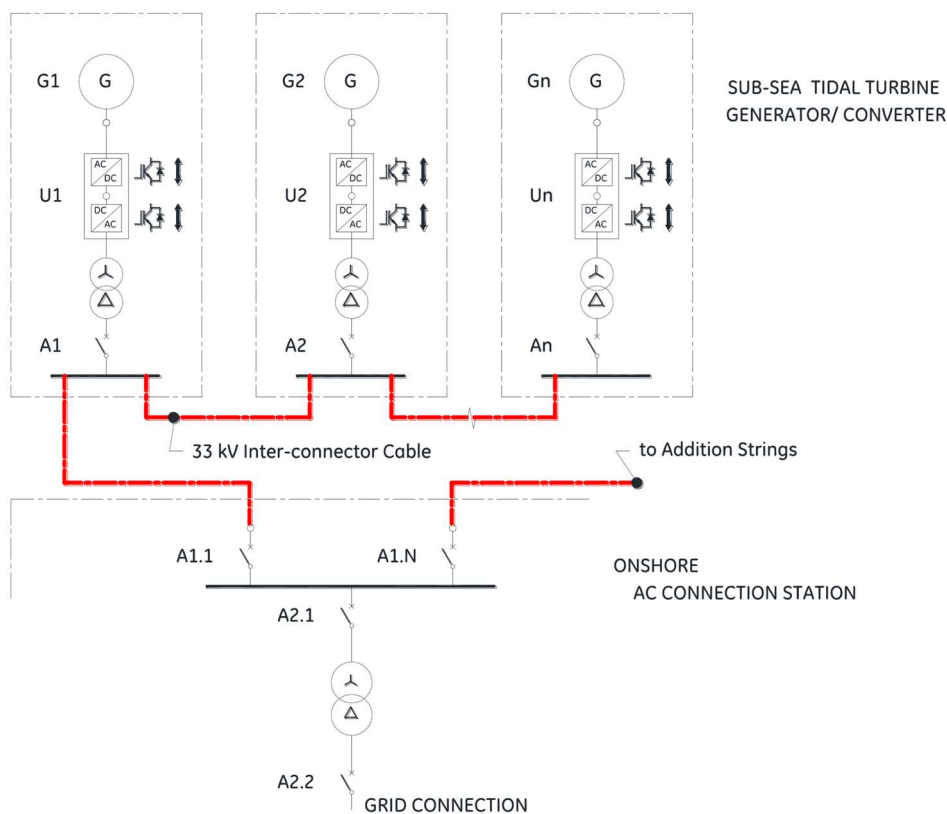 G1
G
G2
G
Gn
G
SUB-SEA TIDAL TURBINE
GENERATOR/ CONVERTER
U1
AC
DC
DC
AC
U2
AC
DC
DC
AC
Un
AC
DC
DC
AC
A1
A2
An
33 kV Inter-connector Cable
to Addition Strings
A1.1
A1.N
ONSHORE
AC CONNECTION STATION
A2.1
A2.2
GRID CONNECTION